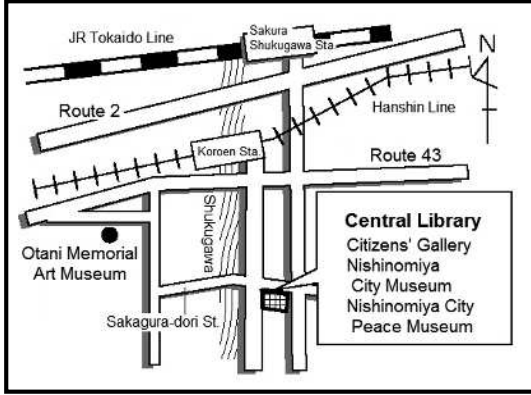 Sakura
Shukugawa Sta.
JR Tokaido Line
N
Route 2
Hanshin Line
Koroen Sta.
Route 43
Shukugawa
Central Library
Citizens' Gallery
Nishinomiya
City Museum
Nishinomiya City
Peace Museum
Otani Memorial
Art Museum
Sakagura-dori St.